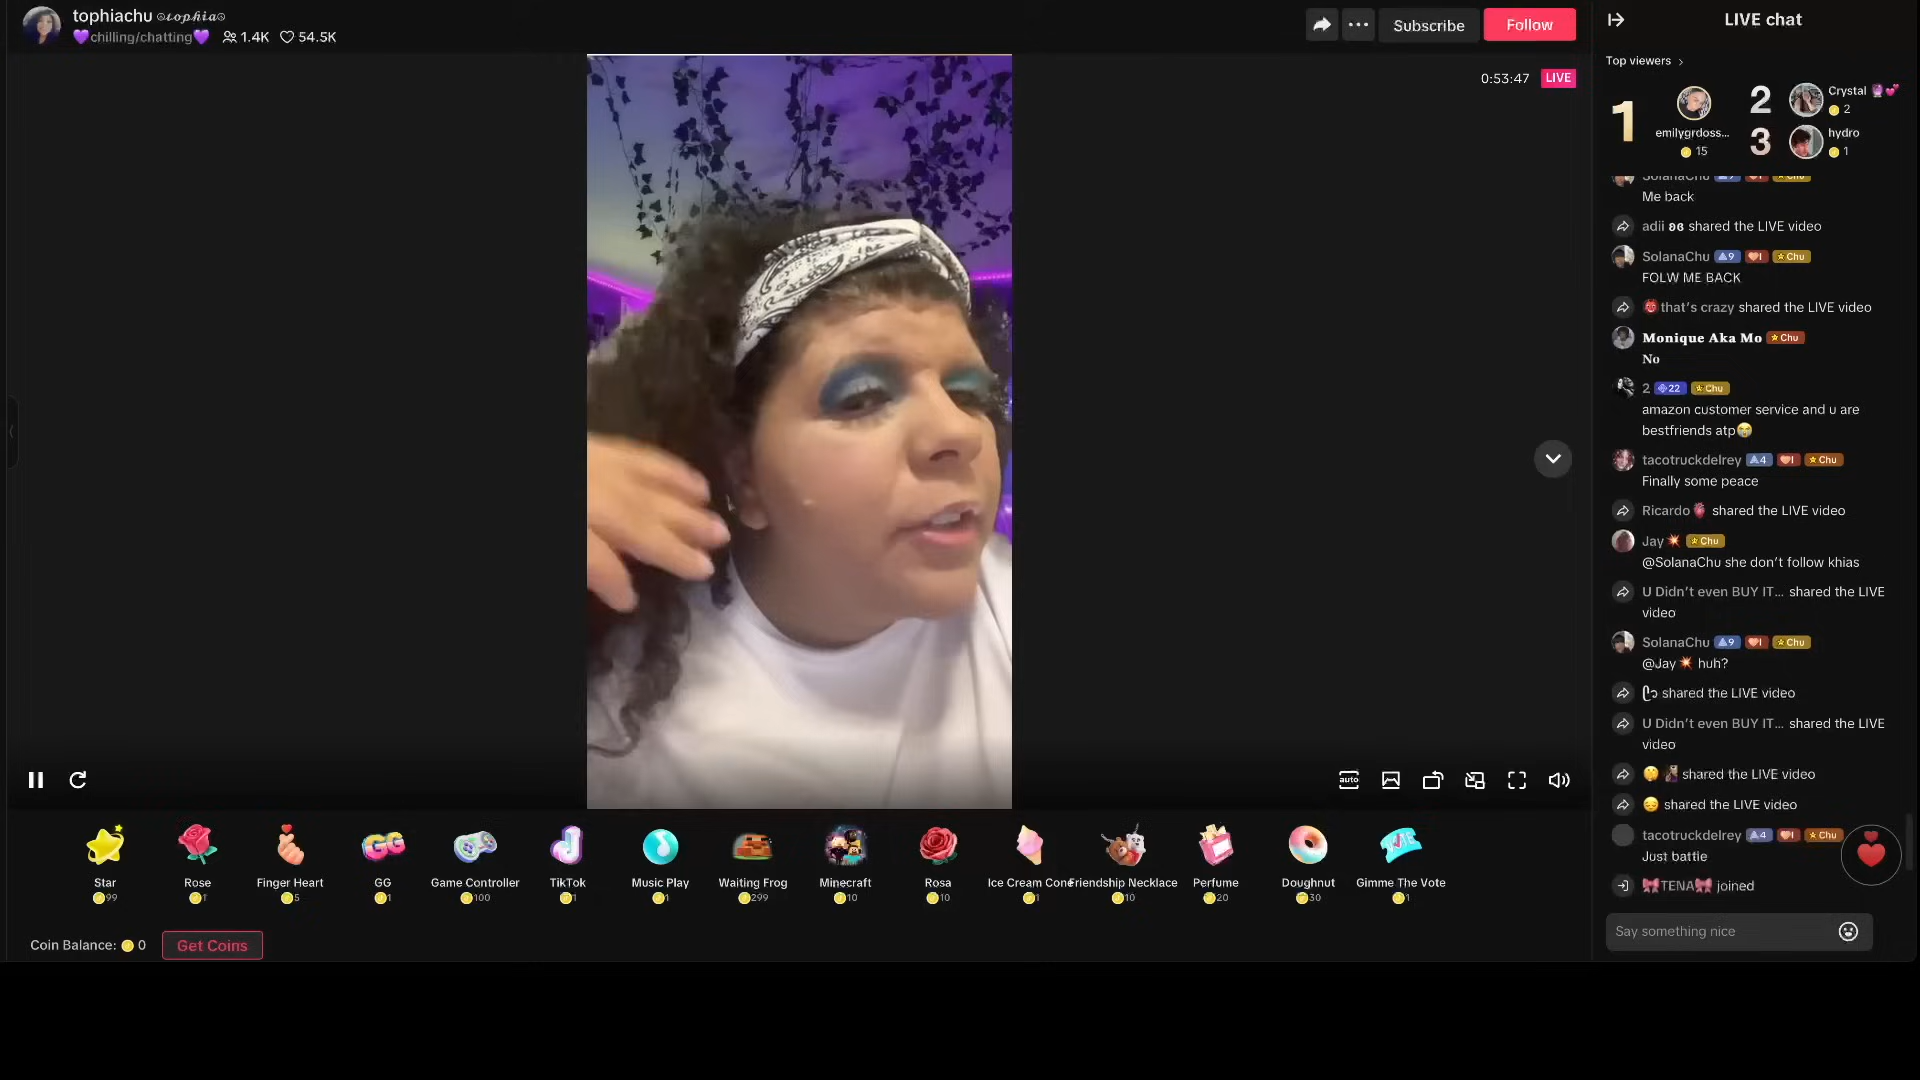 tophiachu ☺𝓽𝓸𝓹𝓱𝓲𝓪☺
💜chilling/chatting💜 1.4K 54.5K
Subscribe
Follow
0:53:47 LIVE
Star
99
Rose
1
Finger Heart
5
GG
1
Game Controller
100
TikTok
1
Music Play
1
Waiting Frog
299
Minecraft
10
Rosa
10
Ice Cream Cone
1
Friendship Necklace
10
Perfume
20
Doughnut
30
Gimme The Vote
1
Coin Balance: 0 Get Coins
LIVE chat
Top viewers
1
emilygrdoss...
15
2
Crystal 🔮💕
2
3
hydro
1
SolanaChu
Me back
adii shared the LIVE video
SolanaChu 9 I Chu
FOLW ME BACK
👹that's crazy shared the LIVE video
Monique Aka Mo Chu
No
2 22 Chu
amazon customer service and u are
bestfriends atp😭
tacotruckdelrey 4 I Chu
Finally some peace
Ricardo🫀 shared the LIVE video
Jay💥 Chu
@SolanaChu she don't follow khias
U Didn't even BUY IT... shared the LIVE
video
SolanaChu 9 I Chu
@Jay💥 huh?
shared the LIVE video
U Didn't even BUY IT... shared the LIVE
video
shared the LIVE video
😔 shared the LIVE video
tacotruckdelrey 4 I Chu
Just battle
🎀TENA🎀 joined
Say something nice
auto